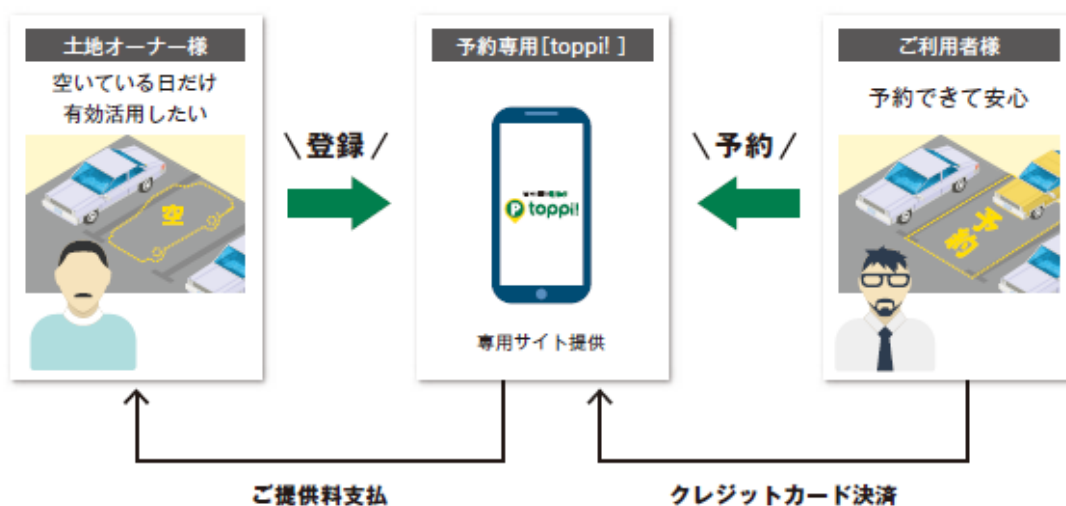 土地オーナー様
空いている日だけ
有効活用したい
空
\登録/
予約専用[toppi! ]
toppi!
専用サイト提供
\予約/
ご利用者様
予約できて安心
予約
ご提供料支払
クレジットカード決済